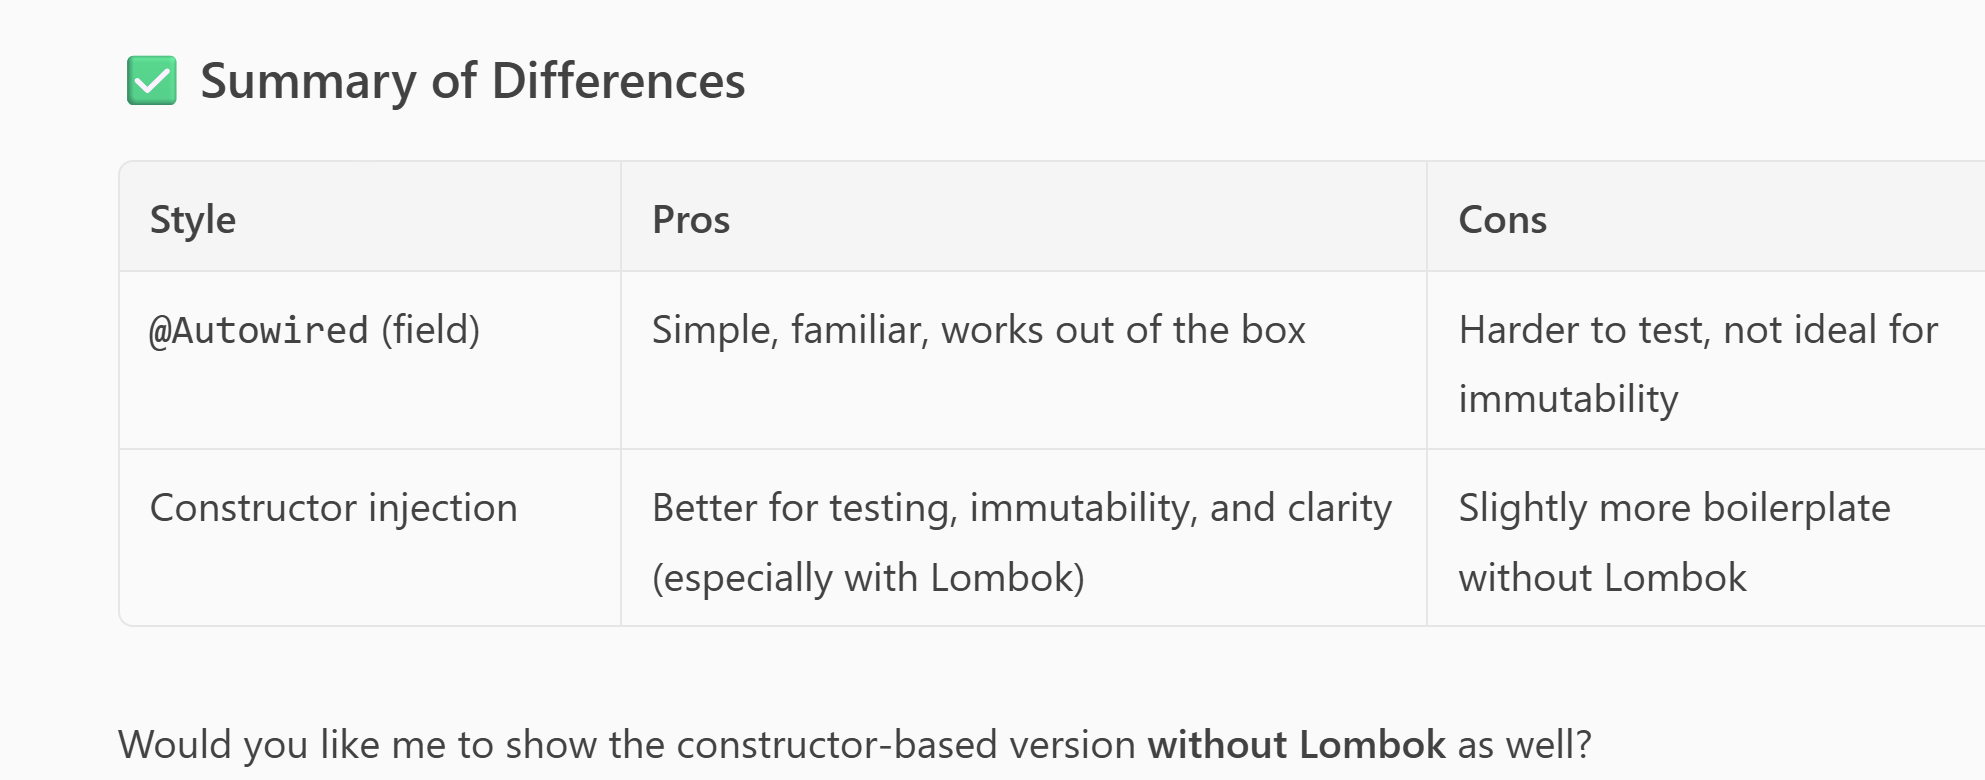 ✅ Summary of Differences
Style
Pros
Cons
@Autowired (field)
Simple, familiar, works out of the box
Harder to test, not ideal for
immutability
Constructor injection
Better for testing, immutability, and clarity
(especially with Lombok)
Slightly more boilerplate
without Lombok
Would you like me to show the constructor-based version without Lombok as well?